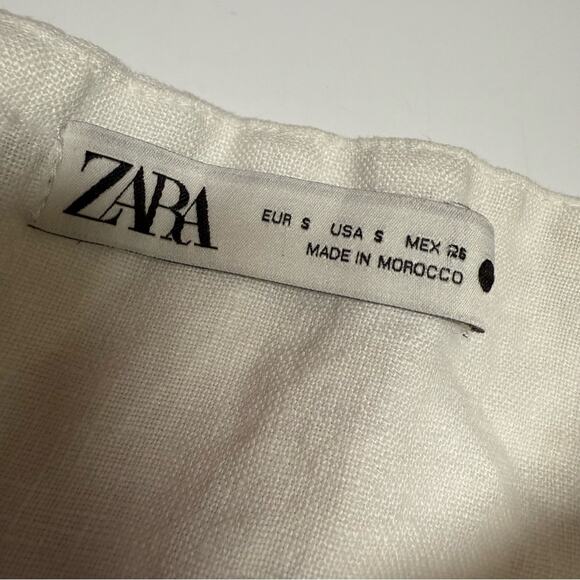 ZARA
EUR S USA S MEX 26
MADE IN MOROCCO